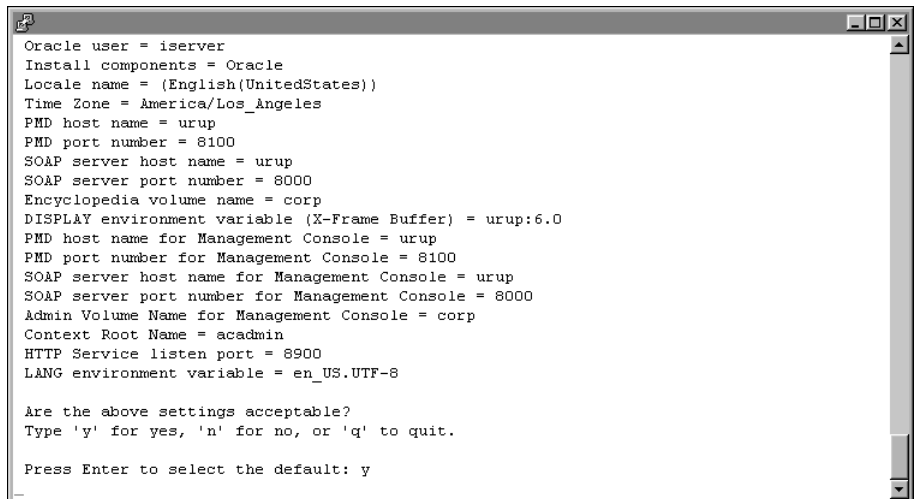 Oracle user = iserver
Install components = Oracle
Locale name = (English(UnitedStates))
Time Zone = America/Los_Angeles
PMD host name = urup
PMD port number = 8100
SOAP server host name = urup
SOAP server port number = 8000
Encyclopedia volume name = corp
DISPLAY environment variable (X-Frame Buffer) = urup:6.0
PMD host name for Management Console = urup
PMD port number for Management Console = 8100
SOAP server host name for Management Console = urup
SOAP server port number for Management Console = 8000
Admin Volume Name for Management Console = corp
Context Root Name = acadmin
HTTP Service listen port = 8900
LANG environment variable = en_US.UTF-8
Are the above settings acceptable?
Type 'y' for yes, 'n' for no, or 'q' to quit.
Press Enter to select the default: y